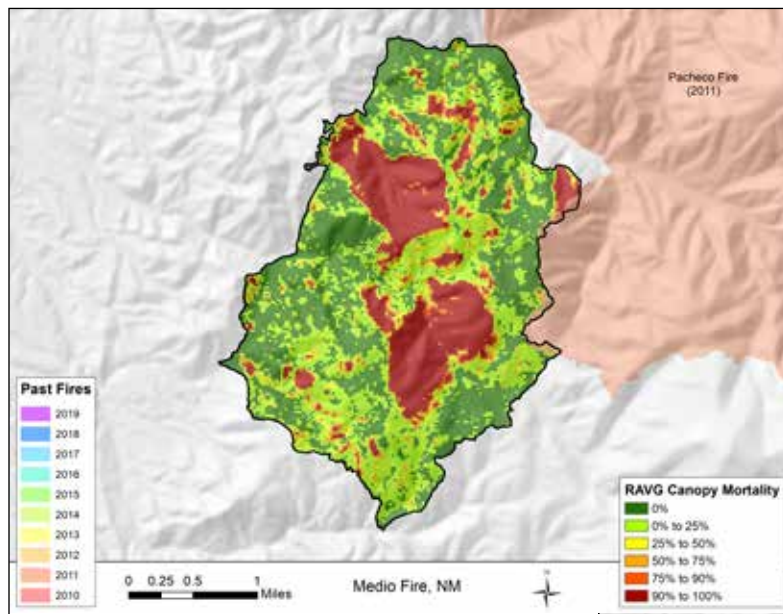 Pacheco Fire
(2011)
Past Fires
2019
2018
2017
2016
2015
2014
2013
2012
2011
2010
0 0.25 0.5 1
Miles
Medio Fire, NM
RAVG Canopy Mortality
0%
0% to 25%
25% to 50%
50% to 75%
75% to 90%
90% to 100%